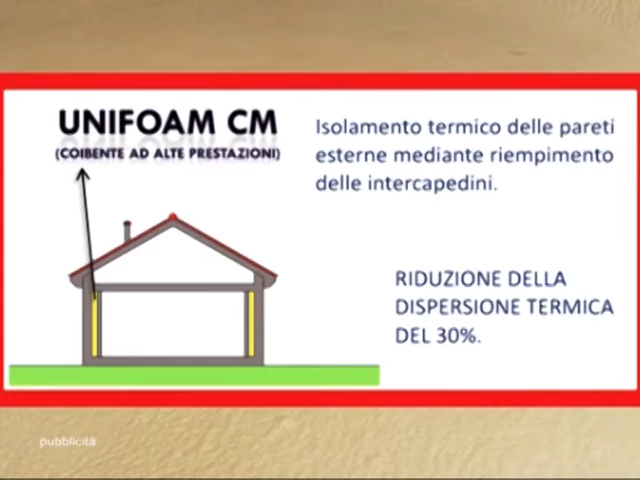 UNIFOAM CM
(COIBENTE AD ALTE PRESTAZIONI)
Isolamento termico delle pareti
esterne mediante riempimento
delle intercapedini.
RIDUZIONE DELLA
DISPERSIONE TERMICA
DEL 30%.
pubblicità